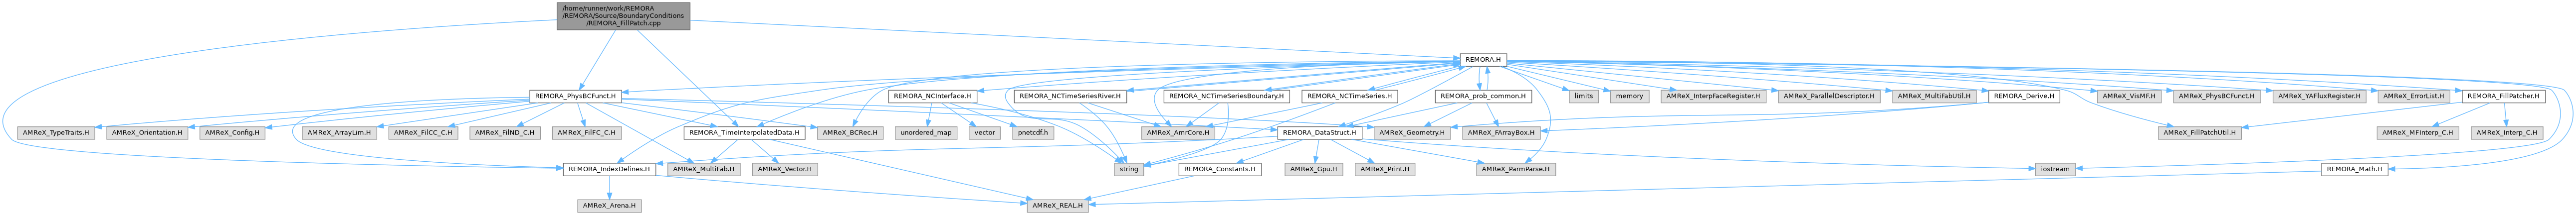 /home/runner/work/REMORA
/REMORA/Source/BoundaryConditions
/REMORA_FillPatch.cpp
REMORA.H
REMORA_PhysBCFunct.H
REMORA_NCInterface.H
REMORA_NCTimeSeriesRiver.H
REMORA_NCTimeSeriesBoundary.H
REMORA_NCTimeSeries.H
REMORA_prob_common.H
limits
memory
AMReX_InterpFaceRegister.H
AMReX_ParallelDescriptor.H
AMReX_MultiFabUtil.H
REMORA_Derive.H
AMReX_VisMF.H
AMReX_PhysBCFunct.H
AMReX_YAFluxRegister.H
AMReX_ErrorList.H
REMORA_FillPatcher.H
AMReX_TypeTraits.H
AMReX_Orientation.H
AMReX_Config.H
AMReX_ArrayLim.H
AMReX_FilCC_C.H
AMReX_FilND_C.H
AMReX_FilFC_C.H
REMORA_TimeInterpolatedData.H
AMReX_BCRec.H
unordered_map
vector
pnetcdf.h
AMReX_AmrCore.H
REMORA_DataStruct.H
AMReX_Geometry.H
AMReX_FArrayBox.H
AMReX_FillPatchUtil.H
AMReX_MFInterp_C.H
AMReX_Interp_C.H
REMORA_IndexDefines.H
AMReX_MultiFab.H
AMReX_Vector.H
string
REMORA_Constants.H
AMReX_Gpu.H
AMReX_Print.H
AMReX_ParmParse.H
iostream
REMORA_Math.H
AMReX_Arena.H
AMReX_REAL.H